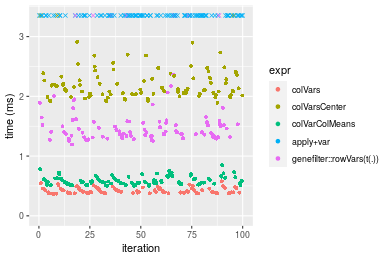 3
2
1
0
time (ms)
0
25
50
75
100
iteration
expr
colVars
colVarsCenter
colVarColMeans
apply+var
genefilter::rowVars(t(.))